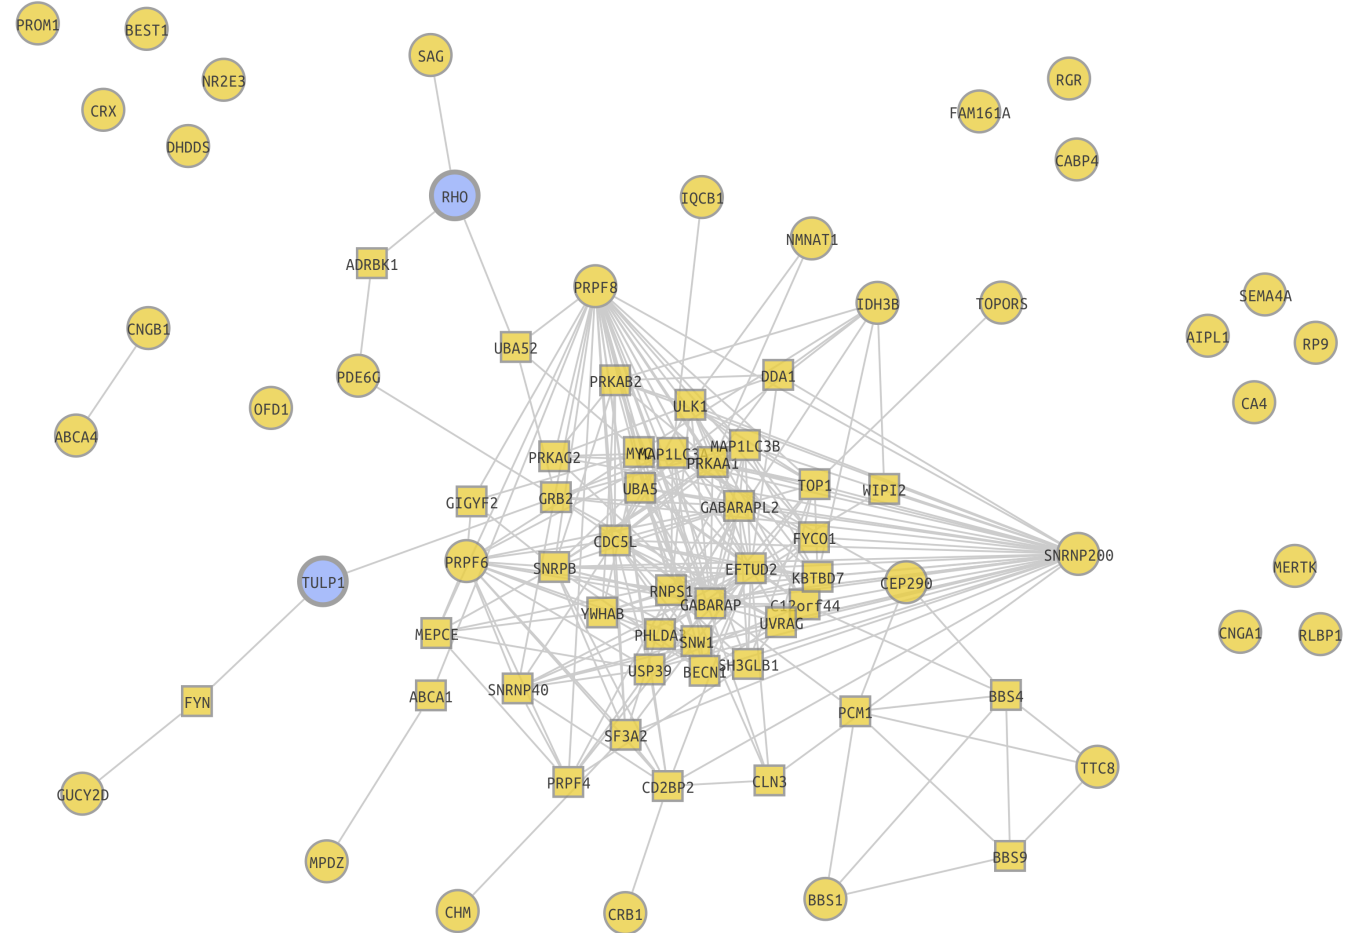 PROM1
BEST1
SAG
NR2E3
RGR
CRX
FAM161A
DHDDS
CABP4
RHO
IQCB1
NMNAT1
ADRBK1
PRPF8
SEMA4A
IDH3B
TOPORS
CNGB1
AIPL1
RP9
UBA52
PDE6G
PRKAB2
DDA1
CA4
OFD1
ULK1
ABCA4
MAP1LC3B
MYC
PRKAG2
PRKAA1
UBA5
TOP1
WIPI2
GIGYF2
GRB2
GABARAPL2
CDC5L
FYCO1
SNRNP200
PRPF6
SNRPB
EFTUD2
MERTK
KBTBD7
TULP1
CEP290
RNPS1
GABARAP
YWHAB
UVRAG
MEPCE
SNW1
CNGA1
RLBP1
SH3GLB1
USP39
BECN1
SNRNP40
ABCA1
BBS4
FYN
PCM1
SF3A2
TTC8
PRPF4
CD2BP2
CLN3
GUCY2D
BBS9
MPDZ
BBS1
CHM
CRB1